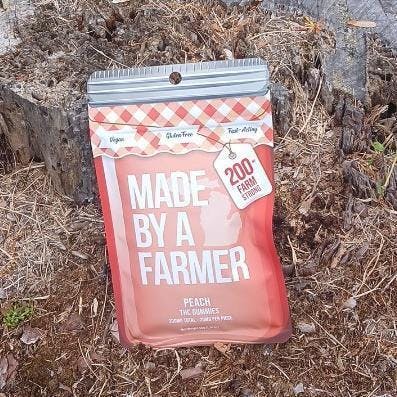 Vegan
Gluten Free
Fast-Acting
200-
FARM
STRONG
MADE
BY A
FARMER
PEACH
THC GUMMIES